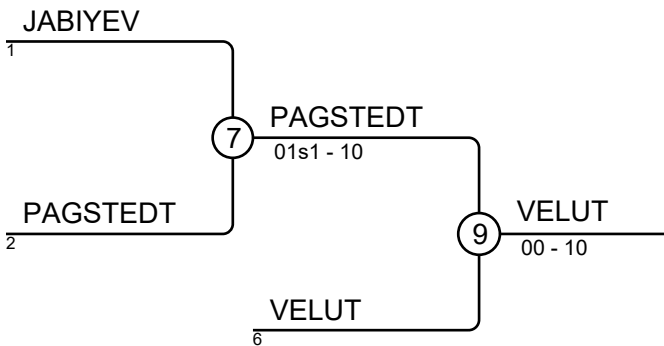 JABIYEV
1
7
PAGSTEDT
01s1 - 10
PAGSTEDT
2
9
VELUT
00 - 10
VELUT
6